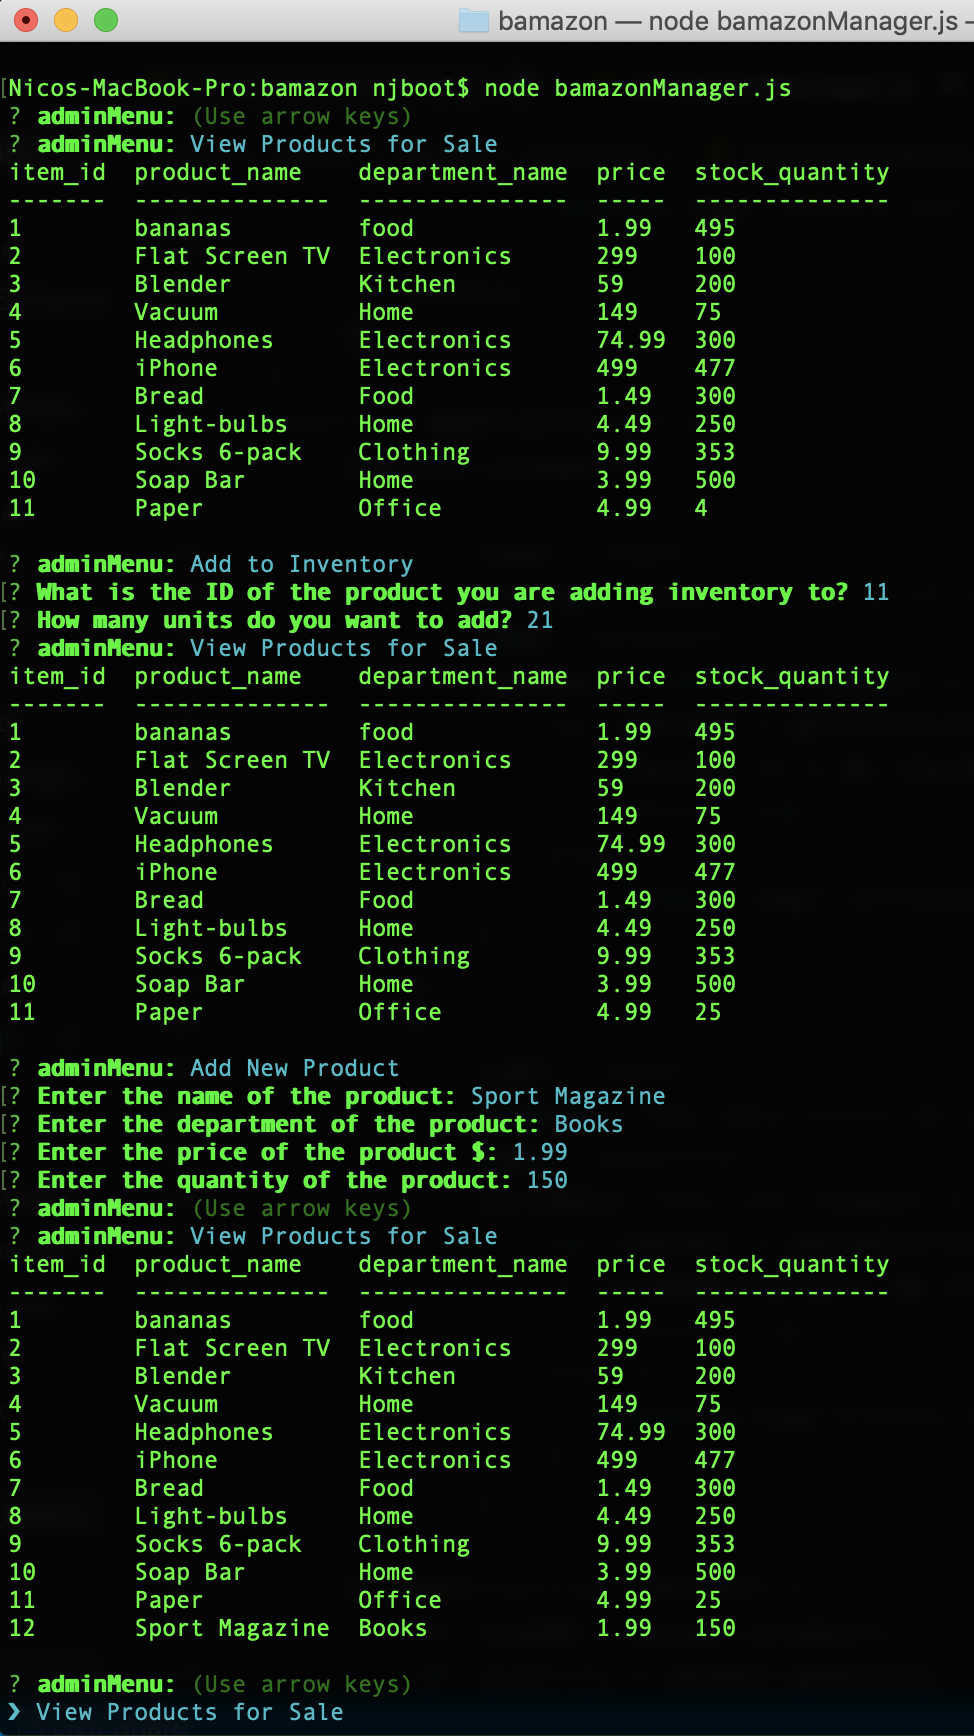 bamazon — node bamazonManager.js —
[Nicos-MacBook-Pro:bamazon njboot$ node bamazonManager.js
? adminMenu: (Use arrow keys)
? adminMenu: View Products for Sale
item_id  product_name    department_name  price  stock_quantity
-------  --------------  ---------------  -----  --------------
1        bananas         food             1.99   495
2        Flat Screen TV  Electronics      299    100
3        Blender         Kitchen          59     200
4        Vacuum          Home             149    75
5        Headphones      Electronics      74.99  300
6        iPhone          Electronics      499    477
7        Bread           Food             1.49   300
8        Light-bulbs     Home             4.49   250
9        Socks 6-pack    Clothing         9.99   353
10       Soap Bar        Home             3.99   500
11       Paper           Office           4.99   4
? adminMenu: Add to Inventory
[? What is the ID of the product you are adding inventory to? 11
[? How many units do you want to add? 21
? adminMenu: View Products for Sale
item_id  product_name    department_name  price  stock_quantity
-------  --------------  ---------------  -----  --------------
1        bananas         food             1.99   495
2        Flat Screen TV  Electronics      299    100
3        Blender         Kitchen          59     200
4        Vacuum          Home             149    75
5        Headphones      Electronics      74.99  300
6        iPhone          Electronics      499    477
7        Bread           Food             1.49   300
8        Light-bulbs     Home             4.49   250
9        Socks 6-pack    Clothing         9.99   353
10       Soap Bar        Home             3.99   500
11       Paper           Office           4.99   25
? adminMenu: Add New Product
[? Enter the name of the product: Sport Magazine
[? Enter the department of the product: Books
[? Enter the price of the product $: 1.99
[? Enter the quantity of the product: 150
? adminMenu: (Use arrow keys)
? adminMenu: View Products for Sale
item_id  product_name    department_name  price  stock_quantity
-------  --------------  ---------------  -----  --------------
1        bananas         food             1.99   495
2        Flat Screen TV  Electronics      299    100
3        Blender         Kitchen          59     200
4        Vacuum          Home             149    75
5        Headphones      Electronics      74.99  300
6        iPhone          Electronics      499    477
7        Bread           Food             1.49   300
8        Light-bulbs     Home             4.49   250
9        Socks 6-pack    Clothing         9.99   353
10       Soap Bar        Home             3.99   500
11       Paper           Office           4.99   25
12       Sport Magazine  Books            1.99   150
? adminMenu: (Use arrow keys)
❯ View Products for Sale